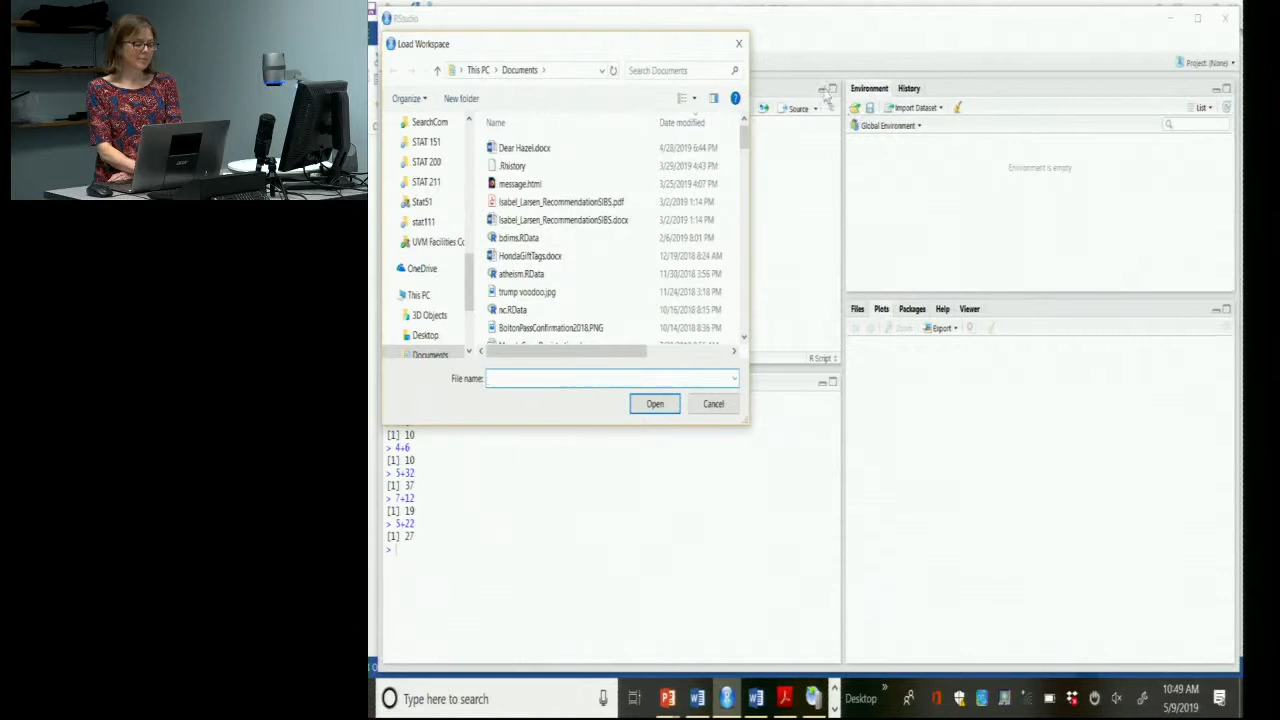 RStudio
Load Workspace
This PC
Documents
Search Documents
Project: (None)
Organize
New folder
Source
Environment
History
Import Dataset
List
Global Environment
Environment is empty
Name
Date modified
SearchCom
STAT 151
STAT 200
STAT 211
Stat51
stat111
UVM Facilities Cc
OneDrive
This PC
3D Objects
Desktop
Documents
Dear Hazel.docx 4/28/2019 6:44 PM
.Rhistory 3/29/2019 4:43 PM
message.html 3/25/2019 4:07 PM
Isabel_Larsen_RecommendationSIBS.pdf 3/2/2019 1:14 PM
Isabel_Larsen_RecommendationSIBS.docx 3/2/2019 1:14 PM
bdims.RData 2/6/2019 8:01 PM
HondaGiftTags.docx 12/19/2018 8:24 AM
atheism.RData 11/30/2018 3:56 PM
trump voodoo.jpg 11/24/2018 3:18 PM
nc.RData 10/16/2018 8:15 PM
BoltonPassConfirmation2018.PNG 10/14/2018 8:36 PM
File name:
Open
Cancel
R Script
Files
Plots
Packages
Help
Viewer
Zoom
Export
[1] 10
> 4+6
[1] 10
> 5+32
[1] 37
> 7+12
[1] 19
> 5+22
[1] 27
>
Type here to search
Desktop
10:49 AM
5/9/2019